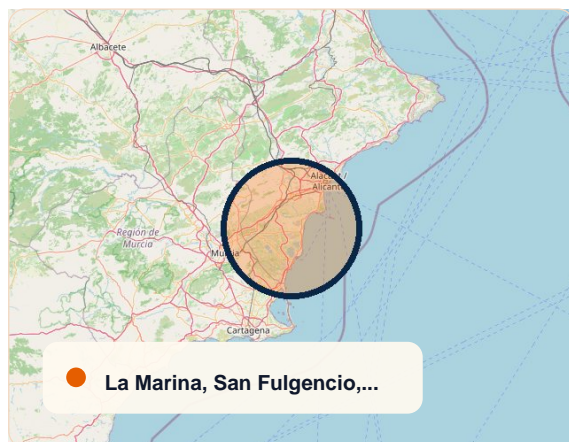 Albacete
Alacant /
Alicante
Región de
Murcia
Murcia
Cartagena
La Marina, San Fulgencio,...